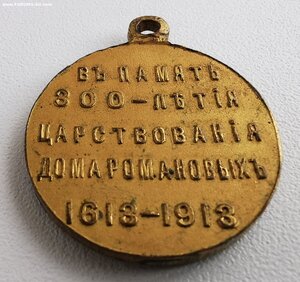 ВЪ ПАМЯТЬ
300-ЛѢТІЯ
ЦАРСТВОВАНІЯ
ДОМА РОМАНОВЫХЪ
1613-1913